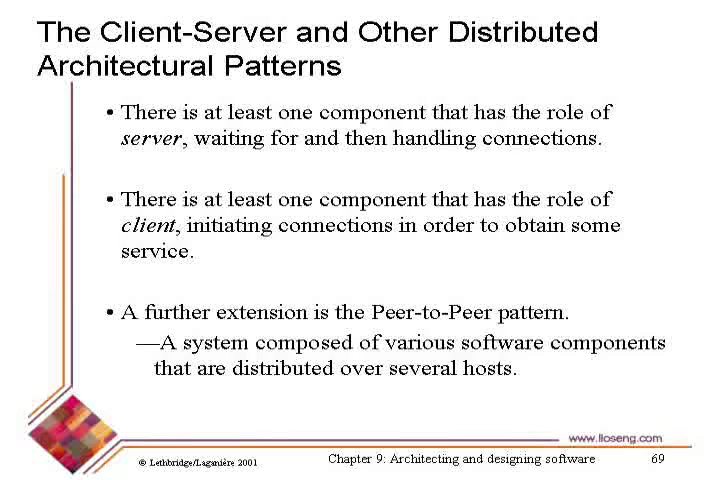 The Client-Server and Other Distributed
Architectural Patterns
• There is at least one component that has the role of
server, waiting for and then handling connections.
• There is at least one component that has the role of
client, initiating connections in order to obtain some
service.
• A further extension is the Peer-to-Peer pattern.
—A system composed of various software components
that are distributed over several hosts.
www.lloseng.com
© Lethbridge/Laganière 2001
Chapter 9: Architecting and designing software
69